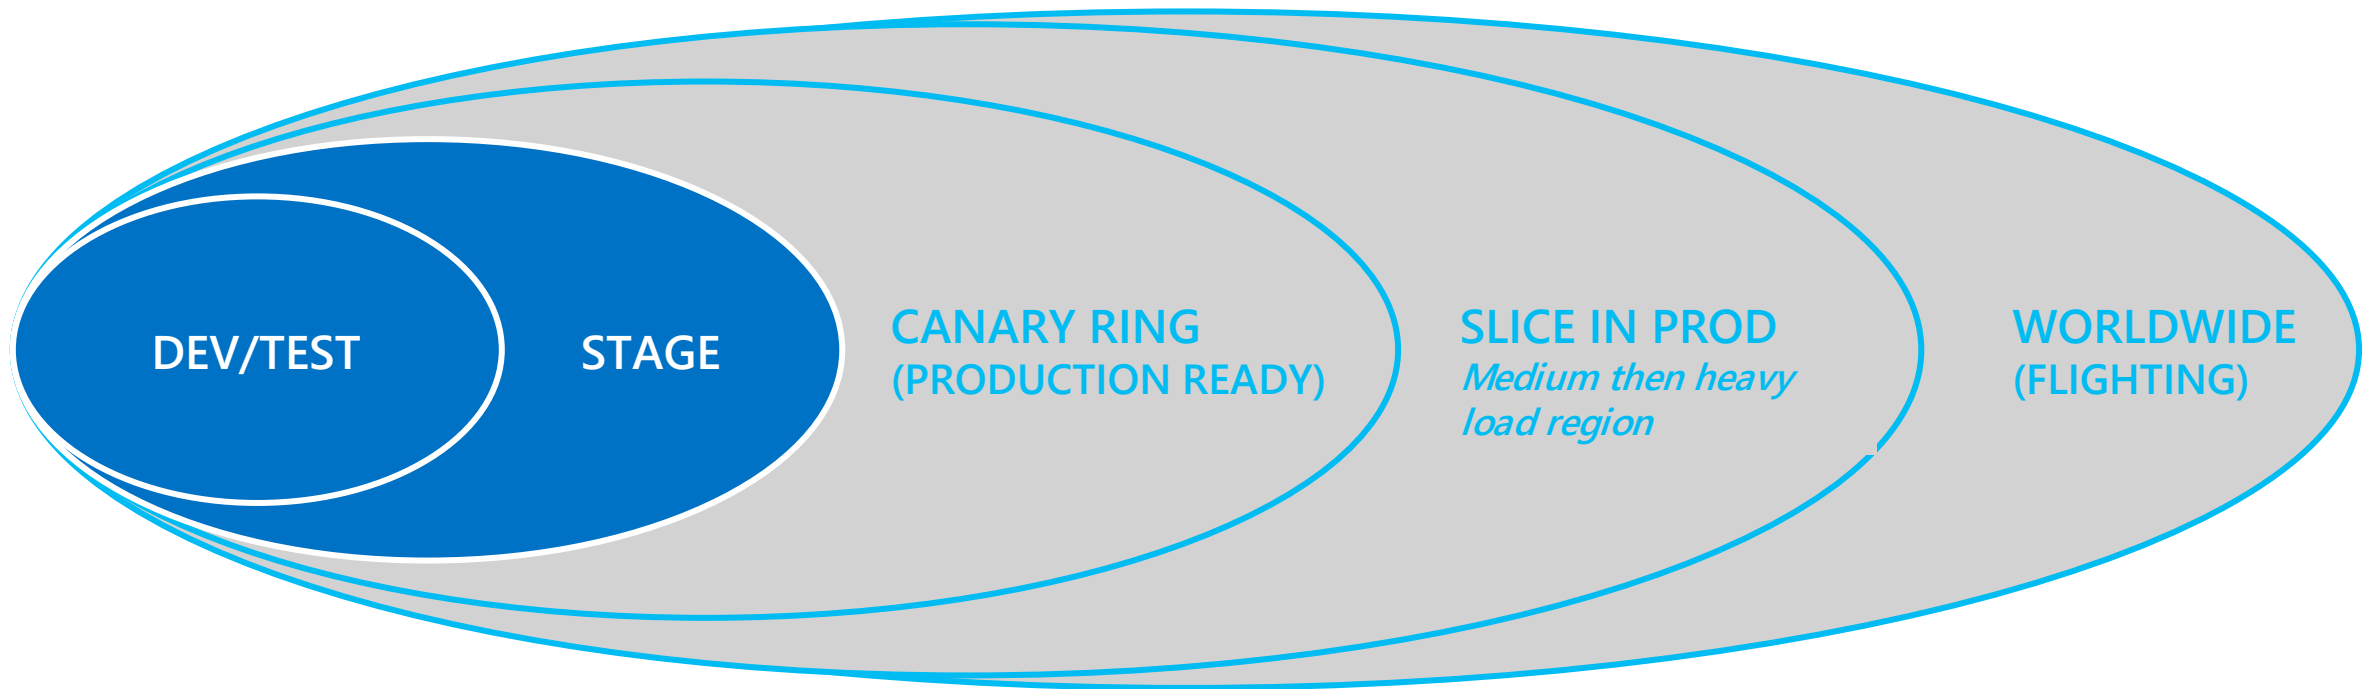 DEV/TEST
STAGE
CANARY RING
(PRODUCTION READY)
SLICE IN PROD
Medium then heavy
load region
WORLDWIDE
(FLIGHTING)